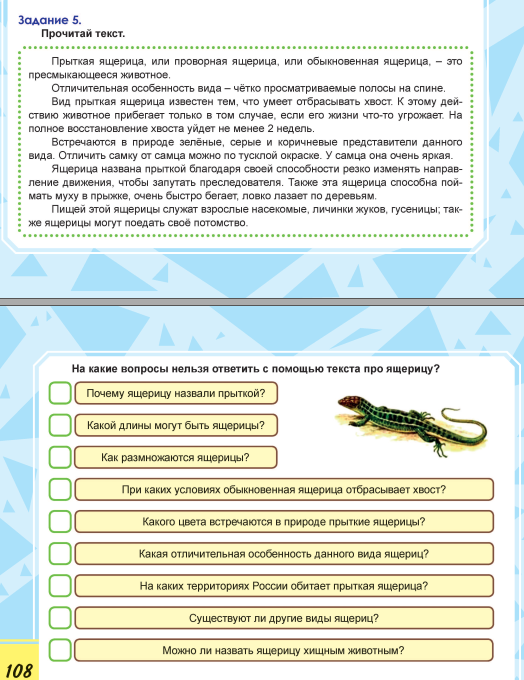 Задание 5.
Прочитай текст.
Прыткая ящерица, или проворная ящерица, или обыкновенная ящерица, – это
пресмыкающееся животное.
Отличительная особенность вида – чётко просматриваемые полосы на спине.
Вид прыткая ящерица известен тем, что умеет отбрасывать хвост. К этому дей-
ствию животное прибегает только в том случае, если его жизни что-то угрожает. На
полное восстановление хвоста уйдет не менее 2 недель.
Встречаются в природе зелёные, серые и коричневые представители данного
вида. Отличить самку от самца можно по тусклой окраске. У самца она очень яркая.
Ящерица названа прыткой благодаря своей способности резко изменять направ-
ление движения, чтобы запутать преследователя. Также эта ящерица способна пой-
мать муху в прыжке, очень быстро бегает, ловко лазает по деревьям.
Пищей этой ящерицы служат взрослые насекомые, личинки жуков, гусеницы; так-
же ящерицы могут поедать своё потомство.
На какие вопросы нельзя ответить с помощью текста про ящерицу?
Почему ящерицу назвали прыткой?
Какой длины могут быть ящерицы?
Как размножаются ящерицы?
При каких условиях обыкновенная ящерица отбрасывает хвост?
Какого цвета встречаются в природе прыткие ящерицы?
Какая отличительная особенность данного вида ящериц?
На каких территориях России обитает прыткая ящерица?
Существуют ли другие виды ящериц?
Можно ли назвать ящерицу хищным животным?
108